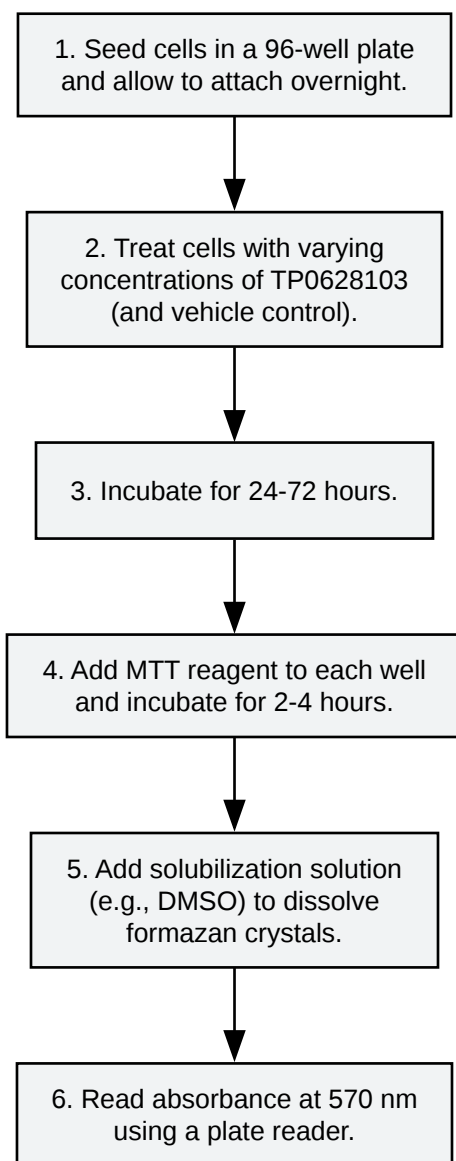 1. Seed cells in a 96-well plate
and allow to attach overnight.
2. Treat cells with varying
concentrations of TP0628103
(and vehicle control).
3. Incubate for 24-72 hours.
4. Add MTT reagent to each well
and incubate for 2-4 hours.
5. Add solubilization solution
(e.g., DMSO) to dissolve
formazan crystals.
6. Read absorbance at 570 nm
using a plate reader.